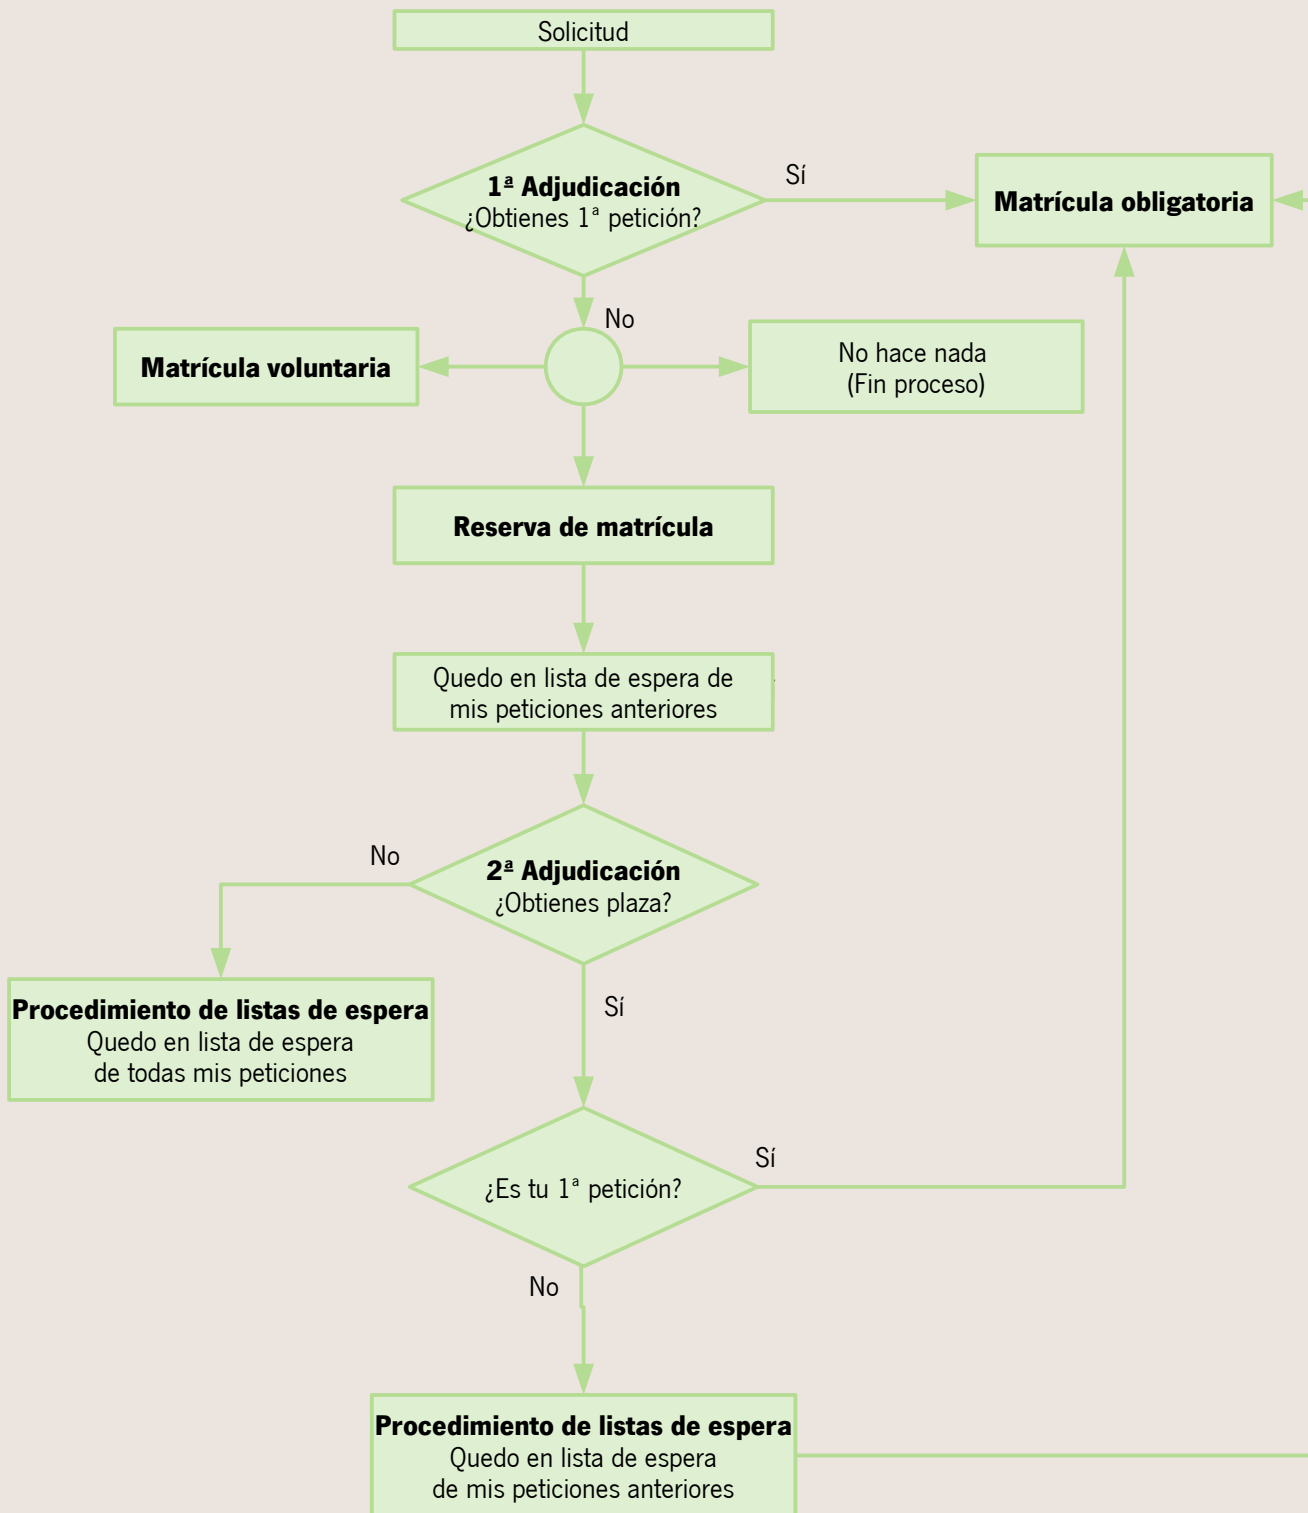 Solicitud
1ª Adjudicación
¿Obtienes 1ª petición?
Sí
Matrícula obligatoria
No
Matrícula voluntaria
No hace nada
(Fin proceso)
Reserva de matrícula
Quedo en lista de espera de
mis peticiones anteriores
No
2ª Adjudicación
¿Obtienes plaza?
Procedimiento de listas de espera
Quedo en lista de espera
de todas mis peticiones
Sí
¿Es tu 1ª petición?
Sí
No
Procedimiento de listas de espera
Quedo en lista de espera
de mis peticiones anteriores